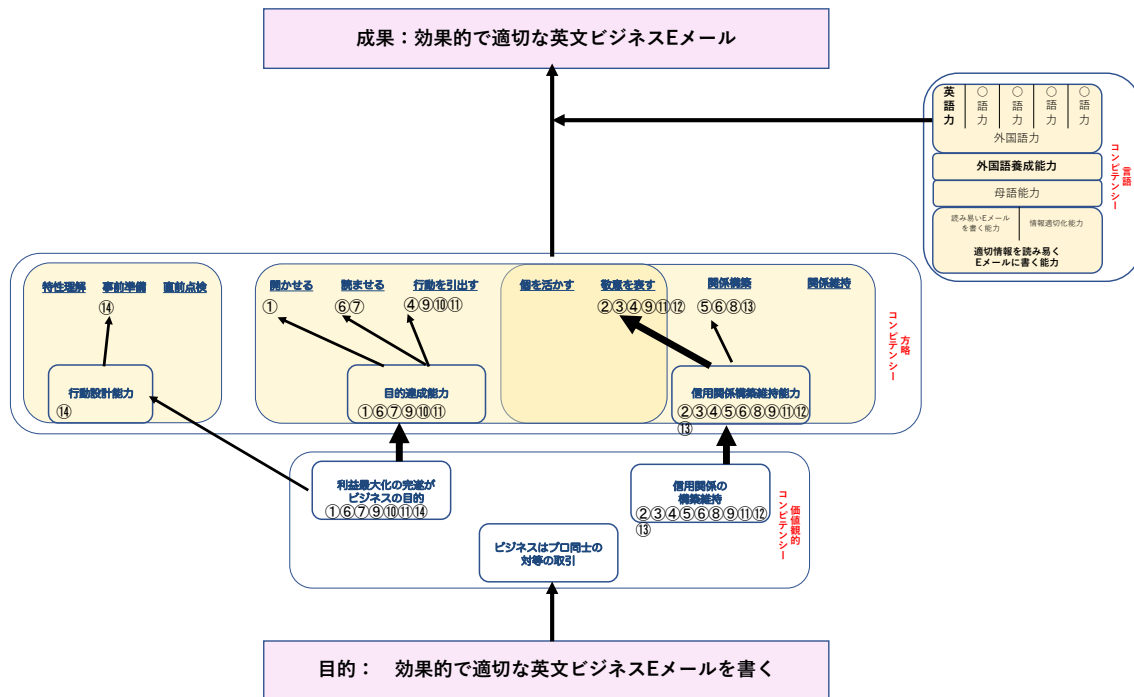 成果：効果的で適切な英文ビジネスEメール
英語力
〇語力
〇語力
〇語力
〇語力
外国語力
外国語養成能力
母語能力
読み易いEメール
を書く能力
情報適切化能力
適切情報を読み易く
Eメールに書く能力
言語
コンピテンシー
特性理解
事前準備
直前点検
⑭
行動設計能力
⑭
開かせる
読ませる
行動を引出す
①
⑥⑦
④⑨⑩⑪
目的達成能力
①⑥⑦⑨⑩⑪
個を活かす
敬意を表す
関係構築
関係維持
②③④⑨⑪⑫
⑤⑥⑧⑬
信用関係構築維持能力
②③④⑤⑥⑧⑨⑪⑫
⑬
方略
コンピテンシー
利益最大化の完遂が
ビジネスの目的
①⑥⑦⑨⑩⑪⑭
信用関係の
構築維持
②③④⑤⑥⑧⑨⑪⑫
⑬
ビジネスはプロ同士の
対等の取引
価値観的
コンピテンシー
目的：　効果的で適切な英文ビジネスEメールを書く